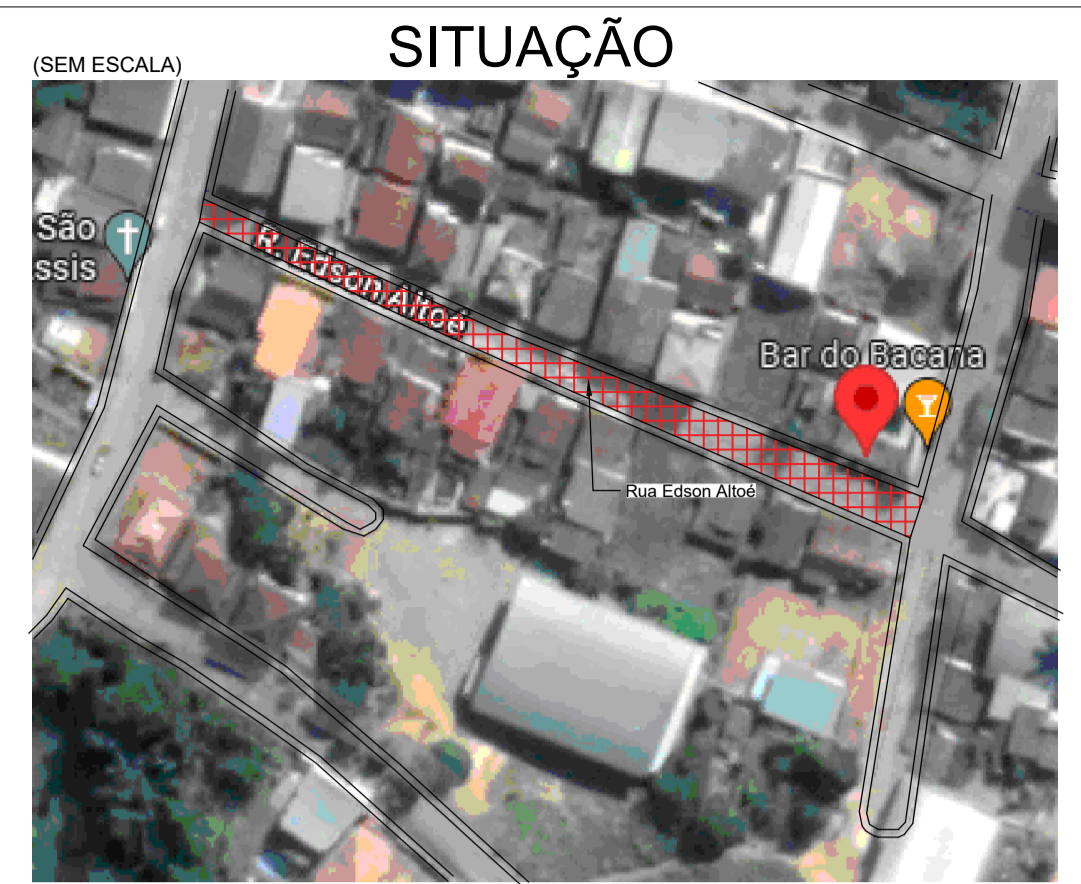 SITUAÇÃO
(SEM ESCALA)
São
ssis
R. Edson Altoé
Bar do Bacana
Rua Edson Altoé